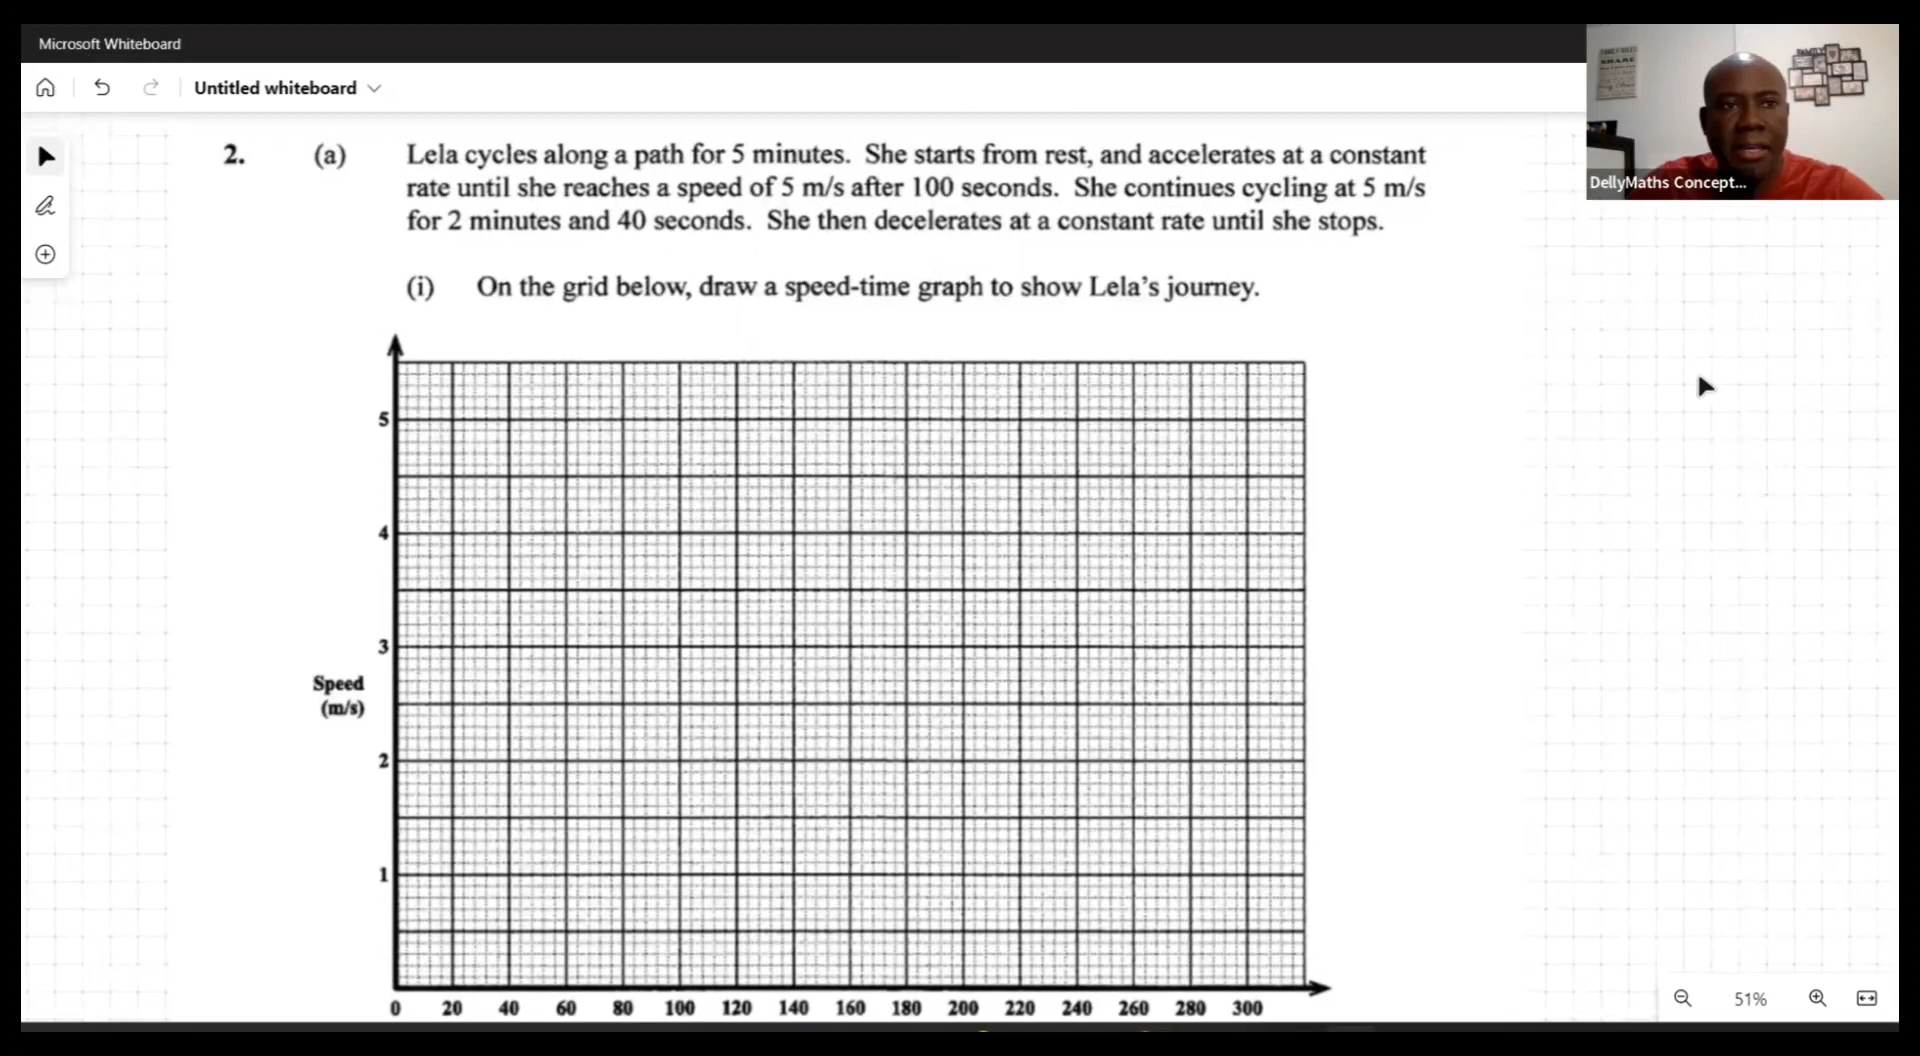 Microsoft Whiteboard
Untitled whiteboard
SHARE
DellyMaths Concept...
2. (a) Lela cycles along a path for 5 minutes. She starts from rest, and accelerates at a constant
rate until she reaches a speed of 5 m/s after 100 seconds. She continues cycling at 5 m/s
for 2 minutes and 40 seconds. She then decelerates at a constant rate until she stops.
(i) On the grid below, draw a speed-time graph to show Lela's journey.
5
4
3
Speed
(m/s)
2
1
0 20 40 60 80 100 120 140 160 180 200 220 240 260 280 300
51%